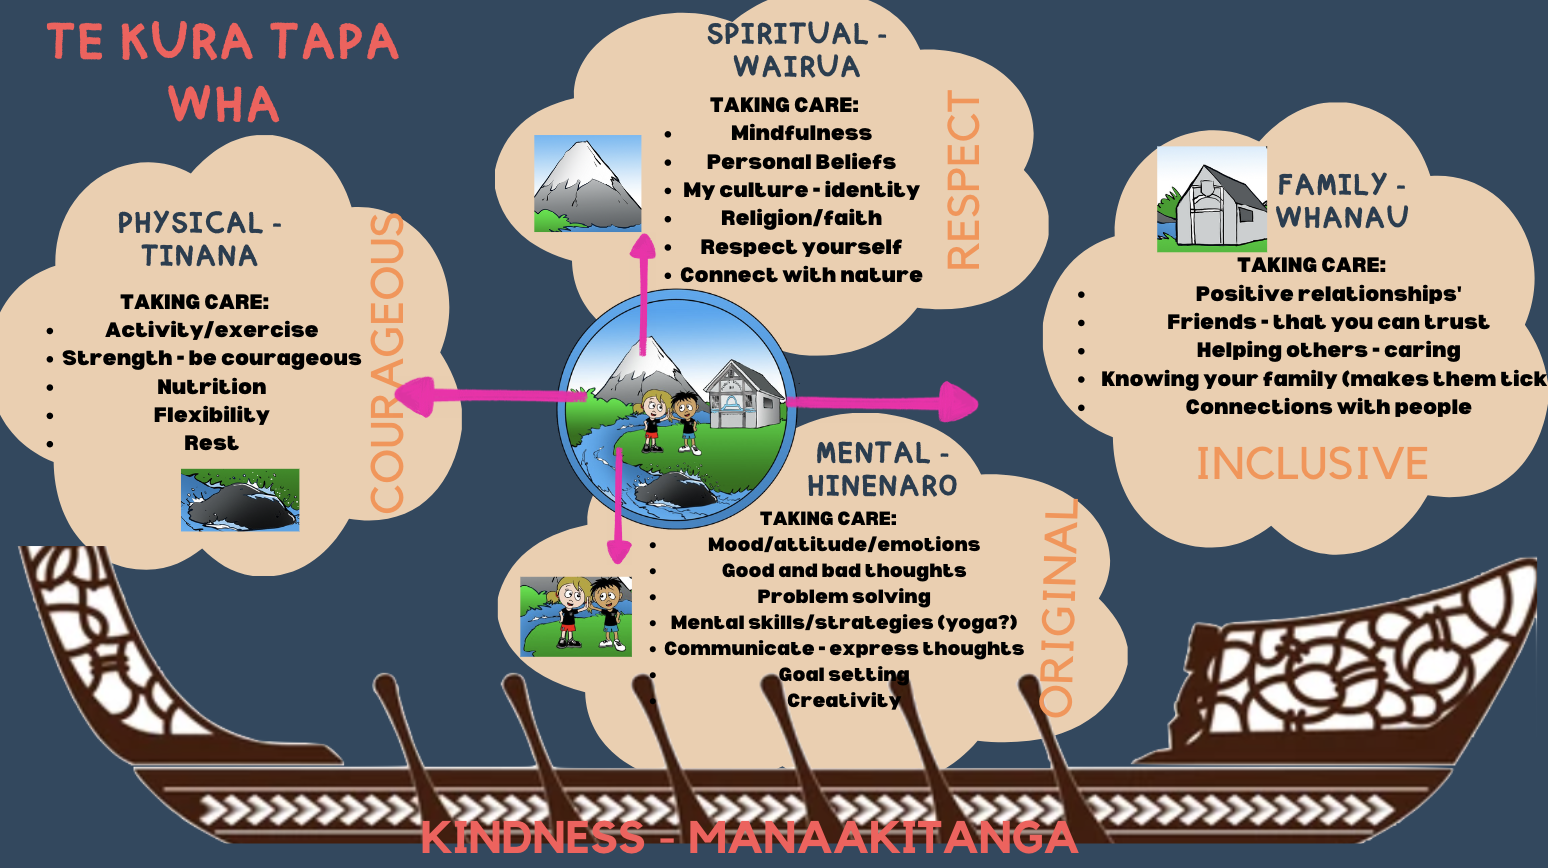 TE KURA TAPA
WHA
PHYSICAL -
TINANA
TAKING CARE:
• Activity/exercise
• Strength - be courageous
• Nutrition
• Flexibility
• Rest
COURAGEOUS
SPIRITUAL -
WAIRUA
TAKING CARE:
• Mindfulness
• Personal Beliefs
• My culture - identity
• Religion/faith
• Respect yourself
• Connect with nature
RESPECT
FAMILY -
WHANAU
TAKING CARE:
• Positive relationships'
• Friends - that you can trust
• Helping others - caring
• Knowing your family (makes them tick
• Connections with people
INCLUSIVE
MENTAL -
HINENARO
TAKING CARE:
• Mood/attitude/emotions
• Good and bad thoughts
• Problem solving
• Mental skills/strategies (yoga?)
• Communicate - express thoughts
• Goal setting
• Creativity
ORIGINAL
KINDNESS - MANAAKITANGA